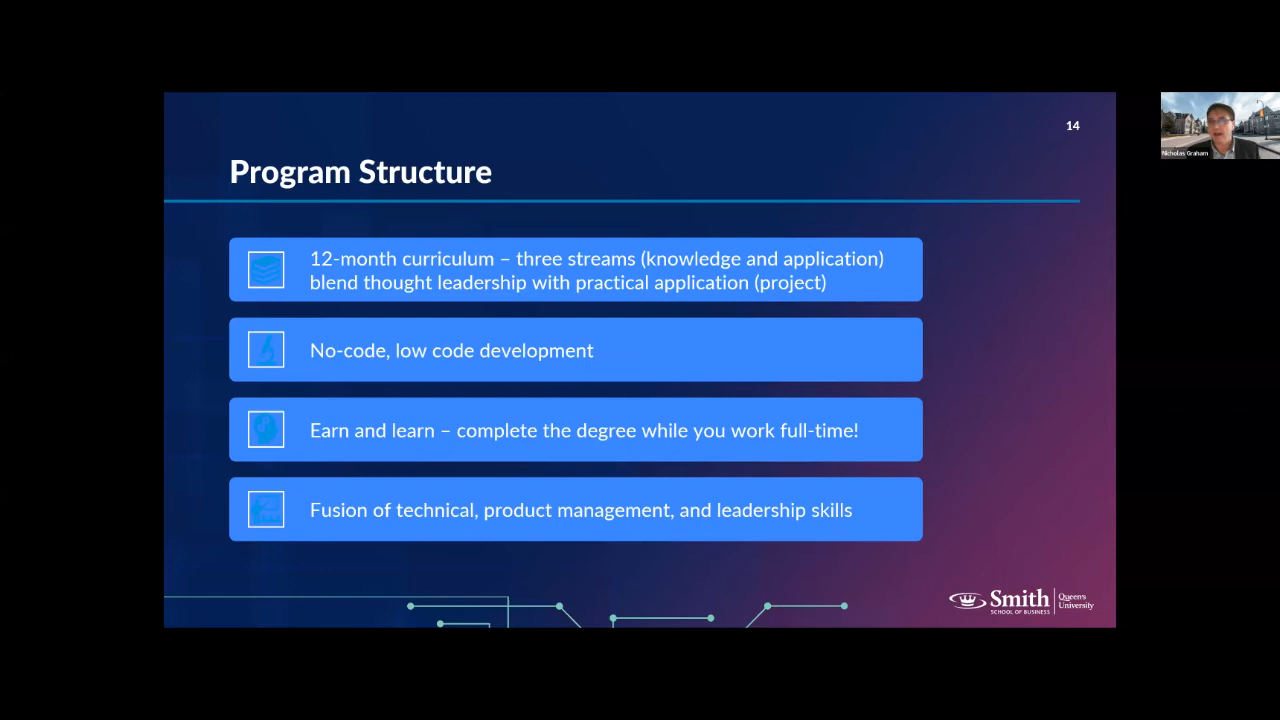 14
Nicholas Graham
Program Structure
12-month curriculum – three streams (knowledge and application)
blend thought leadership with practical application (project)
No-code, low code development
Earn and learn – complete the degree while you work full-time!
Fusion of technical, product management, and leadership skills
Smith
SCHOOL OF BUSINESS
Queen's
University